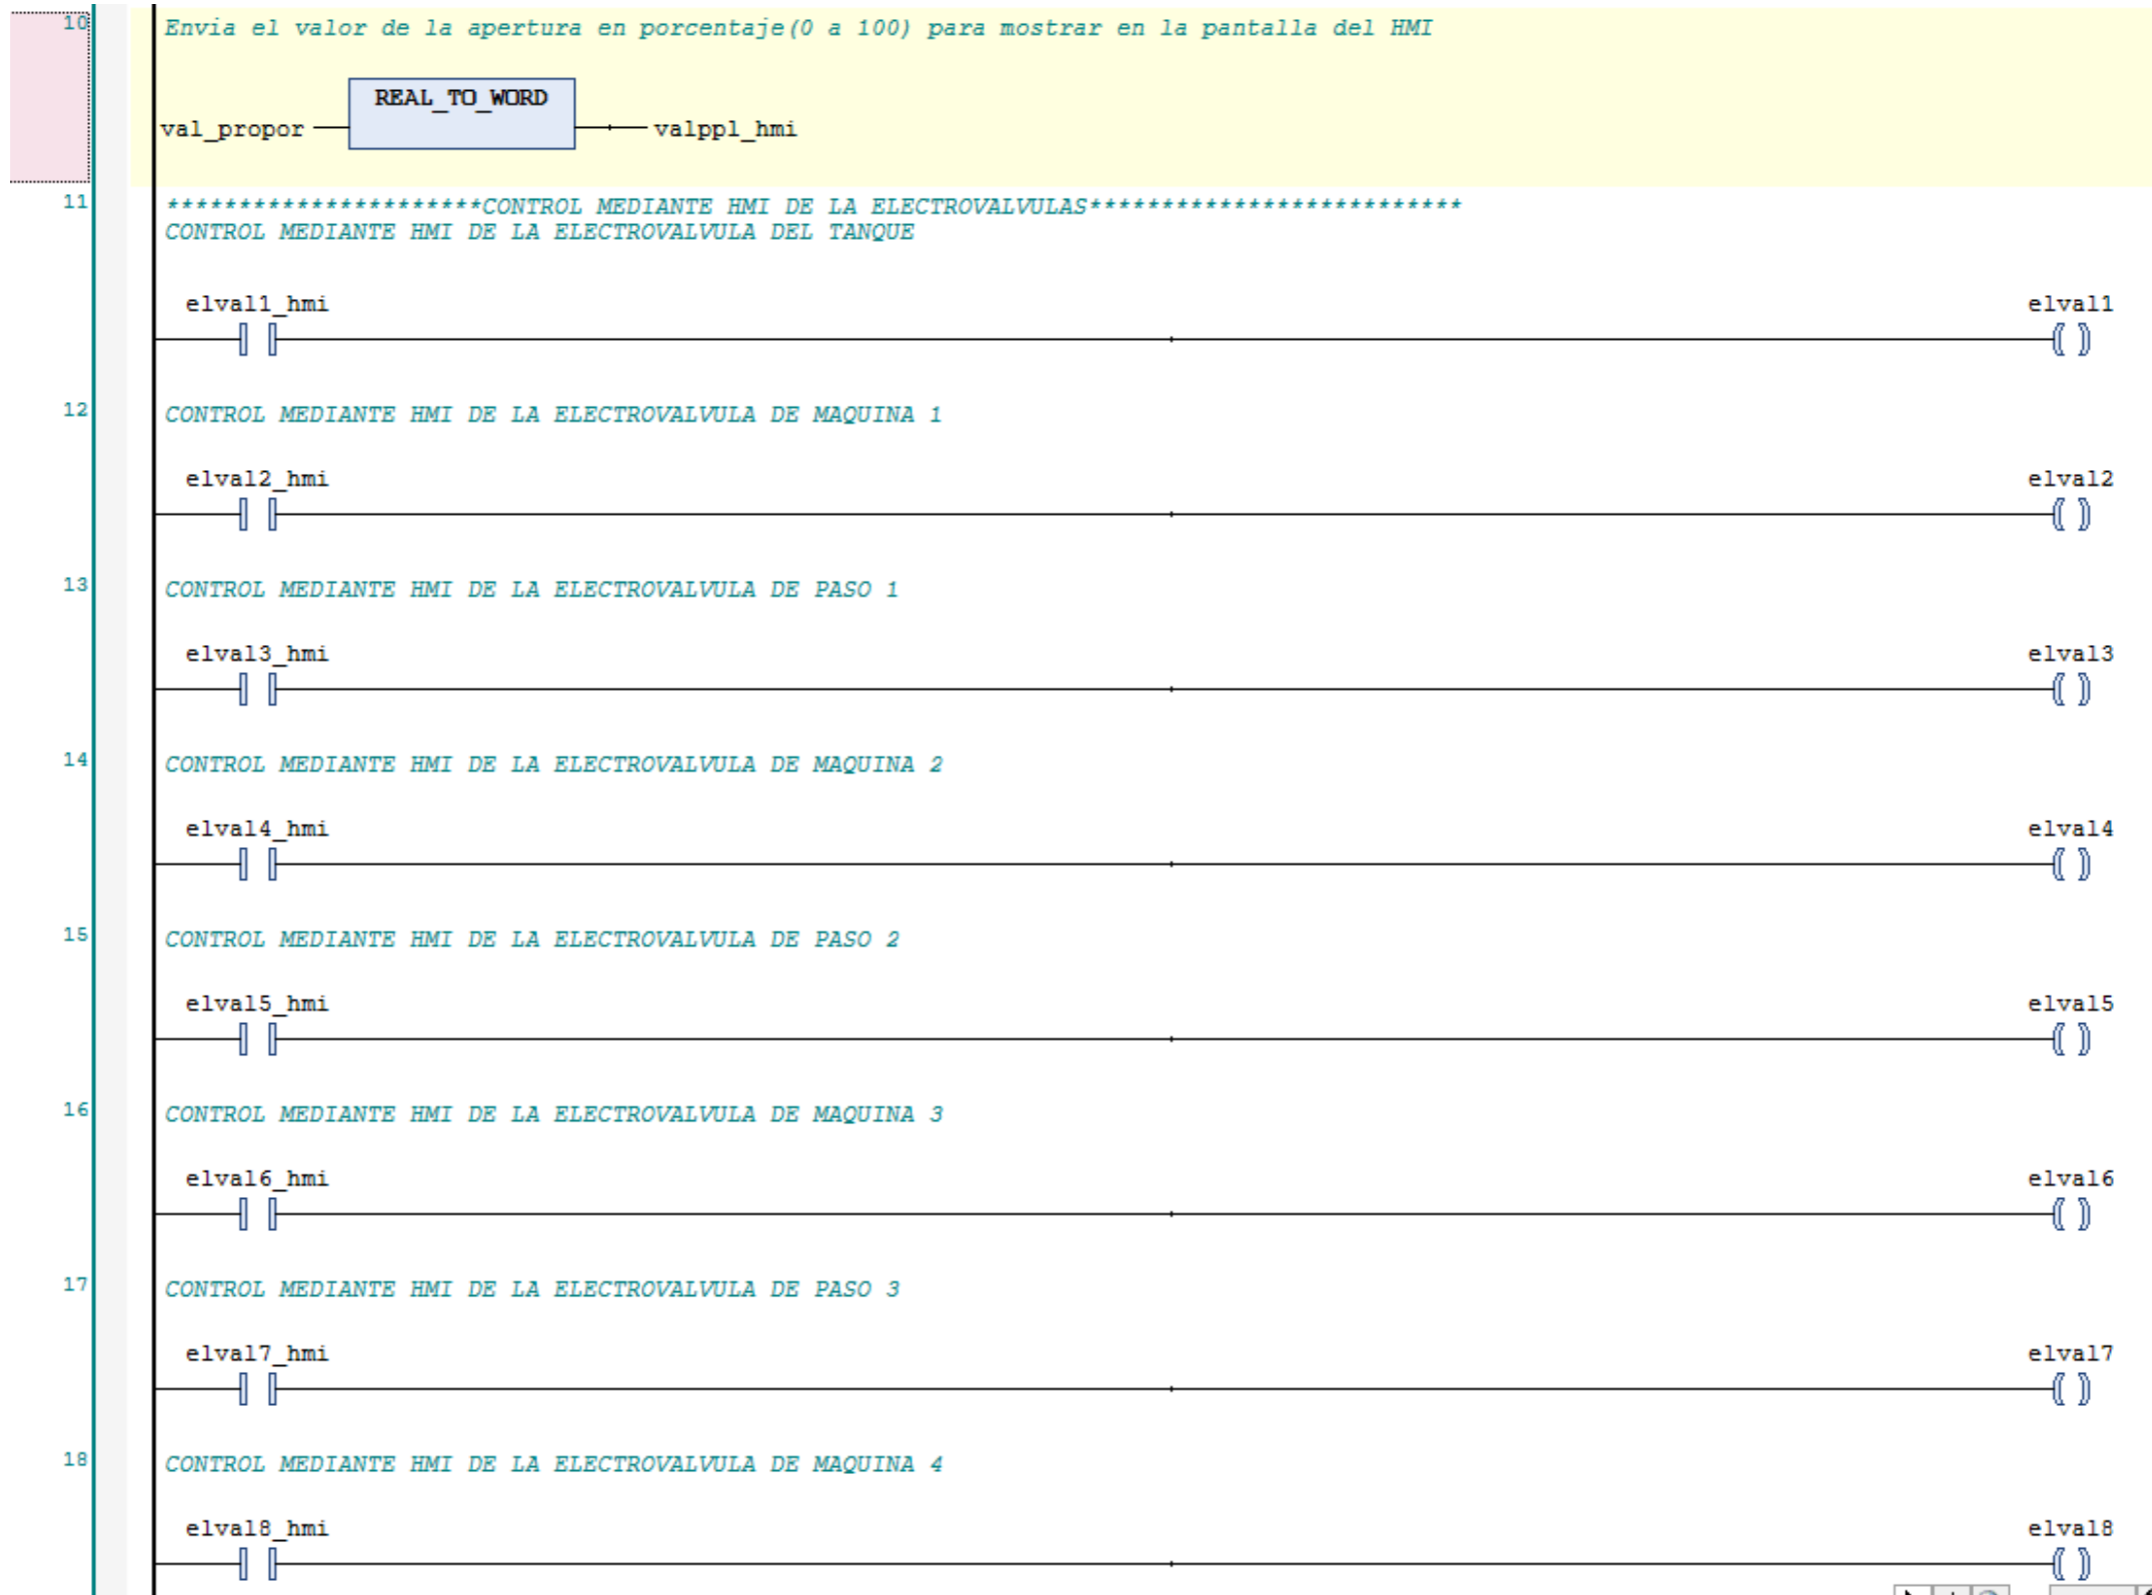 10
Envia el valor de la apertura en porcentaje(0 a 100) para mostrar en la pantalla del HMI
REAL_TO_WORD
val_propor
valppl_hmi
11
**********************CONTROL MEDIANTE HMI DE LA ELECTROVALVULAS**************************
CONTROL MEDIANTE HMI DE LA ELECTROVALVULA DEL TANQUE
elval1_hmi elval1
12
CONTROL MEDIANTE HMI DE LA ELECTROVALVULA DE MAQUINA 1
elval2_hmi elval2
13
CONTROL MEDIANTE HMI DE LA ELECTROVALVULA DE PASO 1
elval3_hmi elval3
14
CONTROL MEDIANTE HMI DE LA ELECTROVALVULA DE MAQUINA 2
elval4_hmi elval4
15
CONTROL MEDIANTE HMI DE LA ELECTROVALVULA DE PASO 2
elval5_hmi elval5
16
CONTROL MEDIANTE HMI DE LA ELECTROVALVULA DE MAQUINA 3
elval6_hmi elval6
17
CONTROL MEDIANTE HMI DE LA ELECTROVALVULA DE PASO 3
elval7_hmi elval7
18
CONTROL MEDIANTE HMI DE LA ELECTROVALVULA DE MAQUINA 4
elval8_hmi elval8